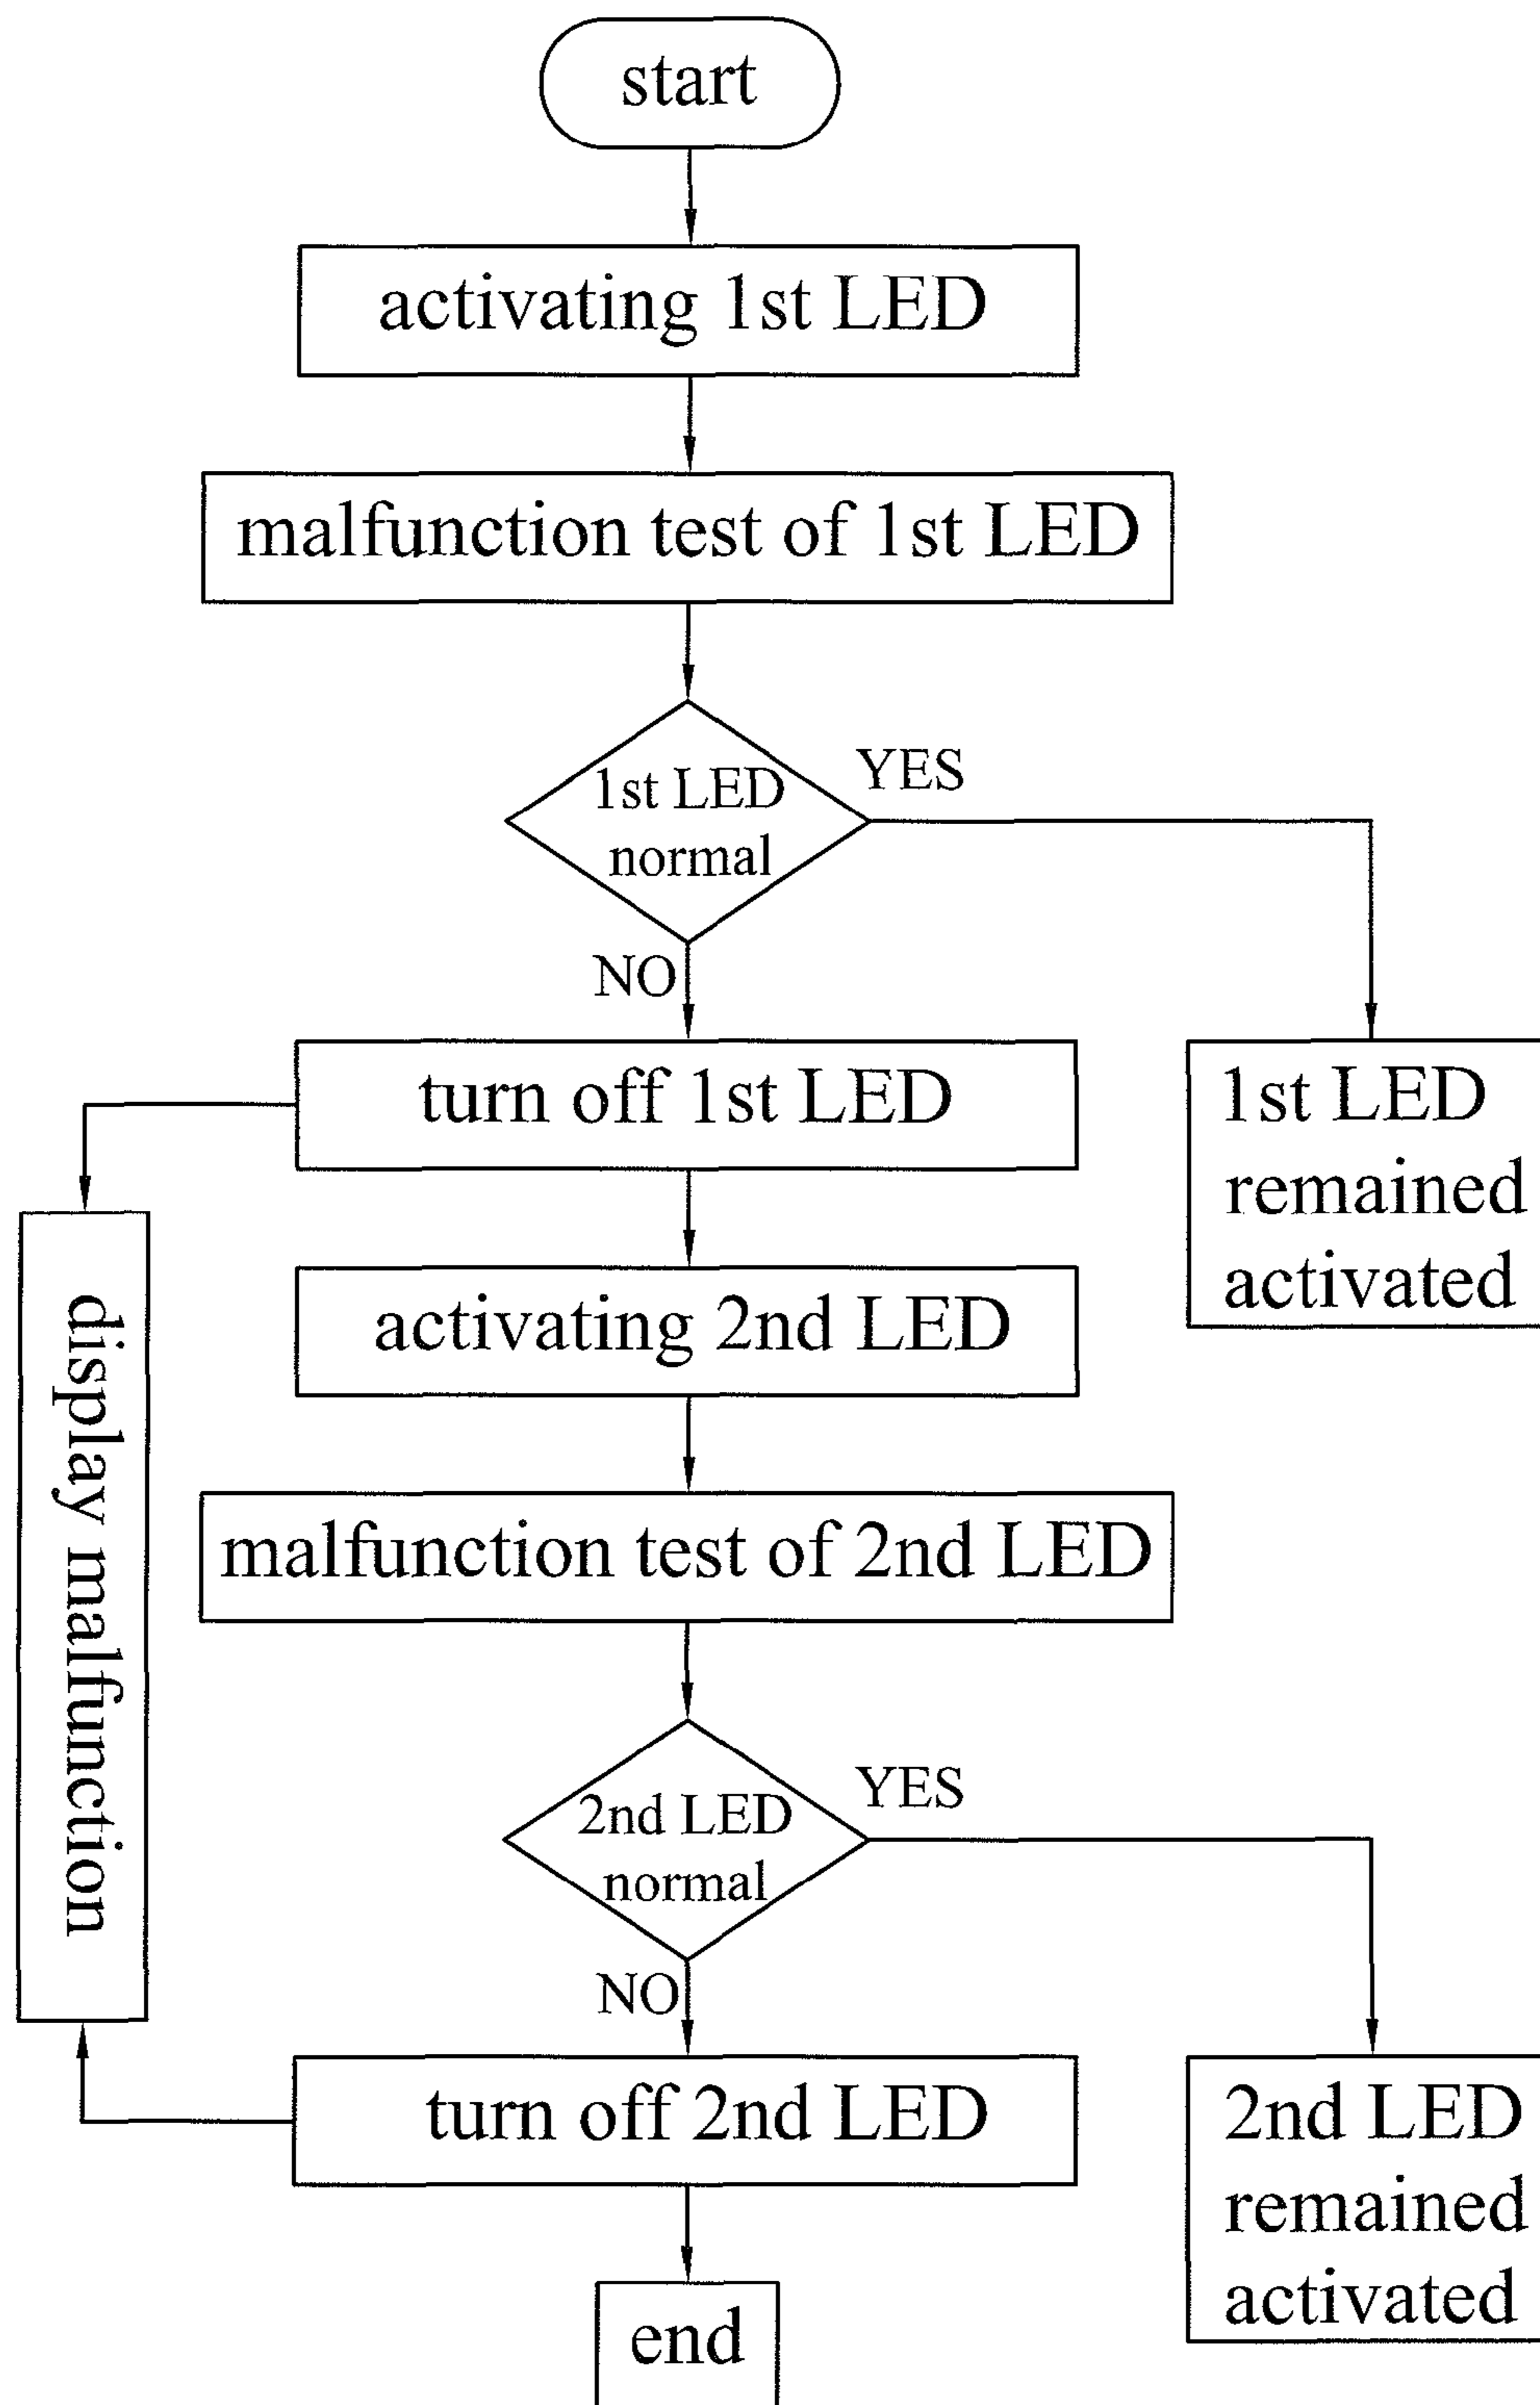 start
activating 1st LED
malfunction test of 1st LED
1st LED
normal
YES
NO
turn off 1st LED
1st LED
remained
activated
activating 2nd LED
display malfunction
malfunction test of 2nd LED
2nd LED
normal
YES
NO
turn off 2nd LED
2nd LED
remained
activated
end